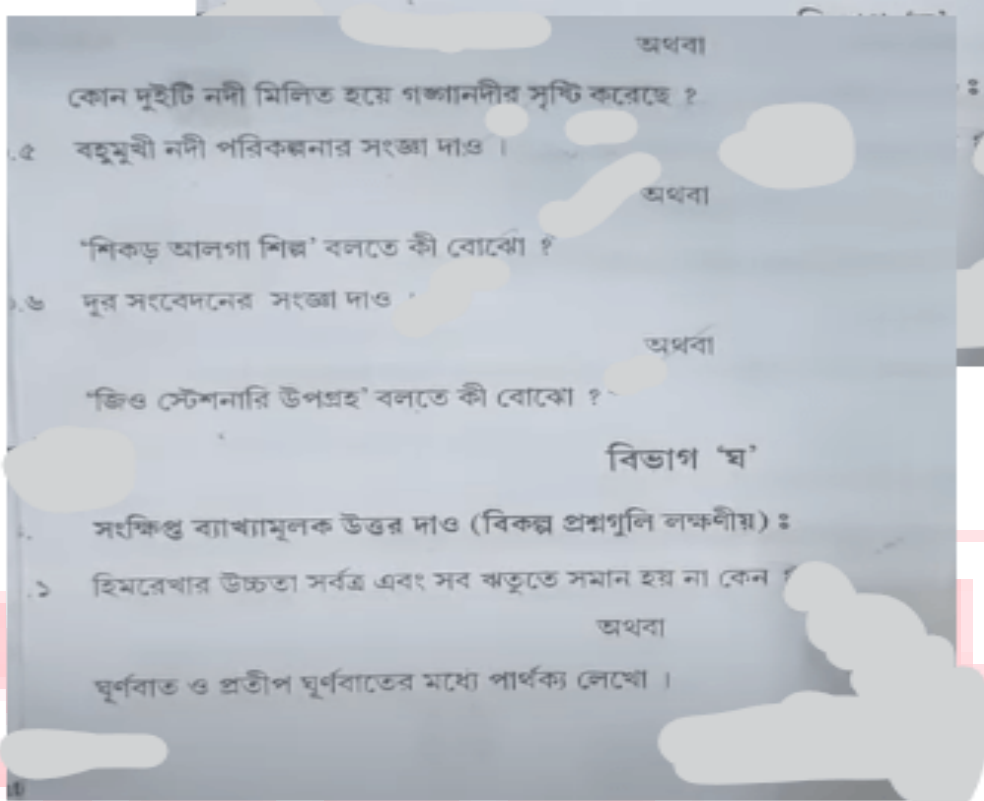 অথবা
কোন দুইটি নদী মিলিত হয়ে গঙ্গানদীর সৃষ্টি করেছে ?
.৫ বহুমুখী নদী পরিকল্পনার সংজ্ঞা দাও ।
অথবা
'শিকড় আলগা শিল্প' বলতে কী বোঝো ?
.৬ দূর সংবেদনের সংজ্ঞা দাও
অথবা
'জিও স্টেশনারি উপগ্রহ' বলতে কী বোঝো ?
বিভাগ 'ঘ'
সংক্ষিপ্ত ব্যাখ্যামূলক উত্তর দাও (বিকল্প প্রশ্নগুলি লক্ষণীয়) :
.১ হিমরেখার উচ্চতা সর্বত্র এবং সব ঋতুতে সমান হয় না কেন
অথবা
ঘূর্ণবাত ও প্রতীপ ঘূর্ণবাতের মধ্যে পার্থক্য লেখো ।